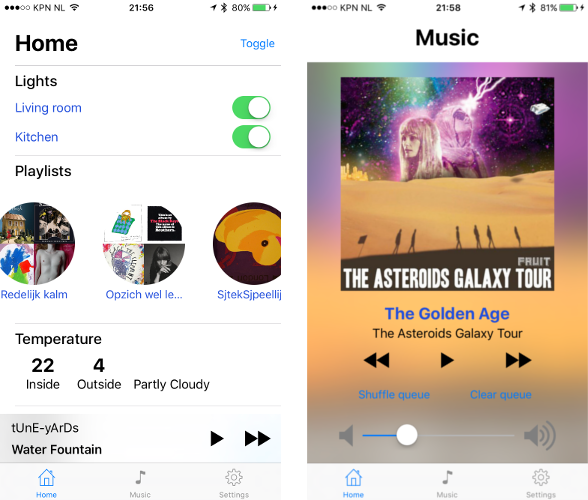 ●●●○○ KPN NL 21:56 80%
Home
Toggle
Lights
Living room
Kitchen
Playlists
Redelijk kalm Opzich wel le... SjtekSjpeellij
Temperature
22 4
Inside Outside Partly Cloudy
tUnE-yArDs
Water Fountain
Home Music Settings
●●●○○ KPN NL 21:58 81%
Music
FRUIT
THE ASTEROIDS GALAXY TOUR
The Golden Age
The Asteroids Galaxy Tour
Shuffle queue Clear queue
Home Music Settings